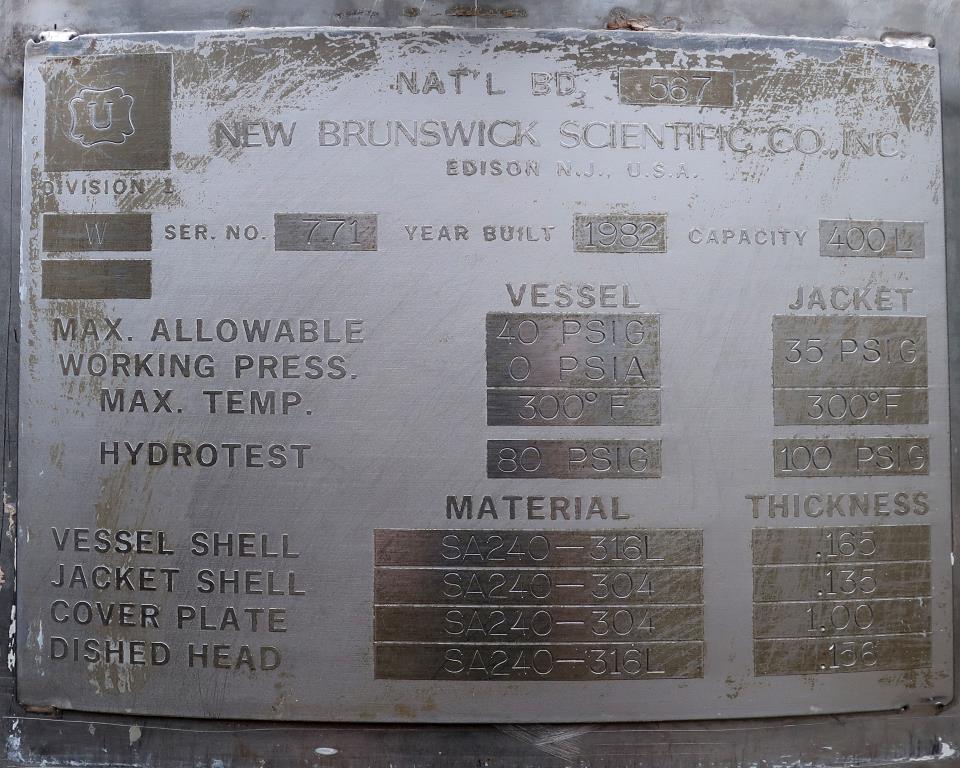 NAT'L BD. 567
U
NEW BRUNSWICK SCIENTIFIC CO., INC.
EDISON N.J., U.S.A.
DIVISION 1
W SER. NO. 771 YEAR BUILT 1982 CAPACITY 400 L
VESSEL JACKET
MAX. ALLOWABLE 40 PSIG 35 PSIG
WORKING PRESS. 0 PSIA
MAX. TEMP. 300° F 300°F
HYDROTEST 80 PSIG 100 PSIG
MATERIAL THICKNESS
VESSEL SHELL SA240-316L .165
JACKET SHELL SA240-304 .135
COVER PLATE SA240-304 1.00
DISHED HEAD SA240-316L .136